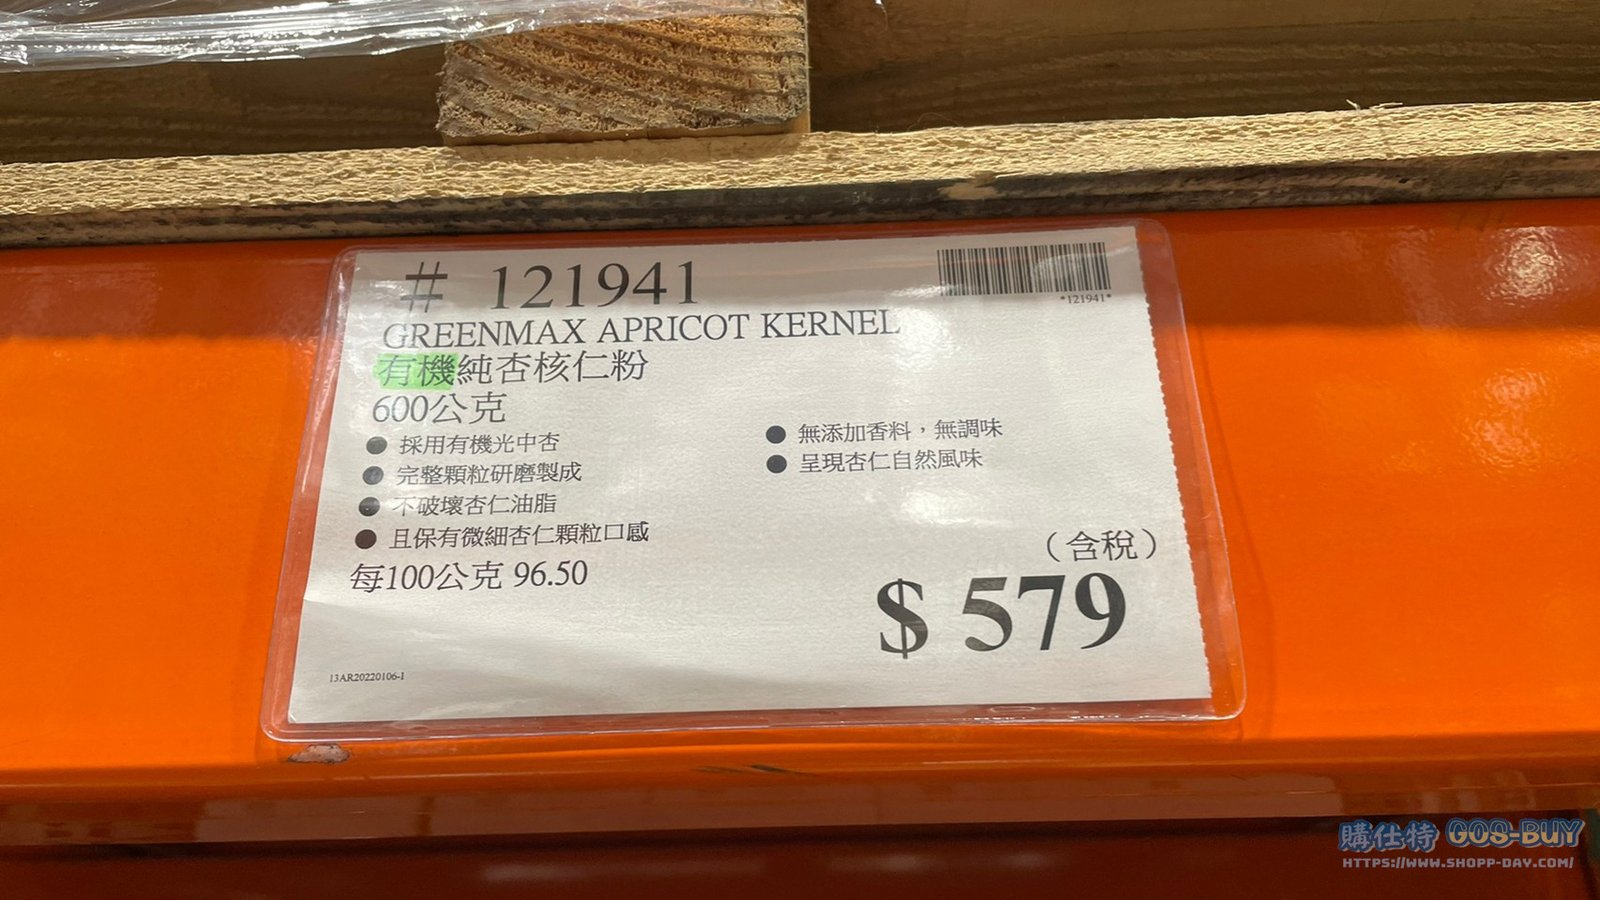 # 121941
*121941*
GREENMAX APRICOT KERNEL
有機純杏核仁粉
600公克
● 採用有機光中杏
● 完整顆粒研磨製成
● 不破壞杏仁油脂
● 且保有微細杏仁顆粒口感
● 無添加香料，無調味
● 呈現杏仁自然風味
每100公克 96.50
（含稅）
$ 579
13AR20220106-1
購仕特 GOS-BUY
HTTPS://WWW.SHOPP-DAY.COM/